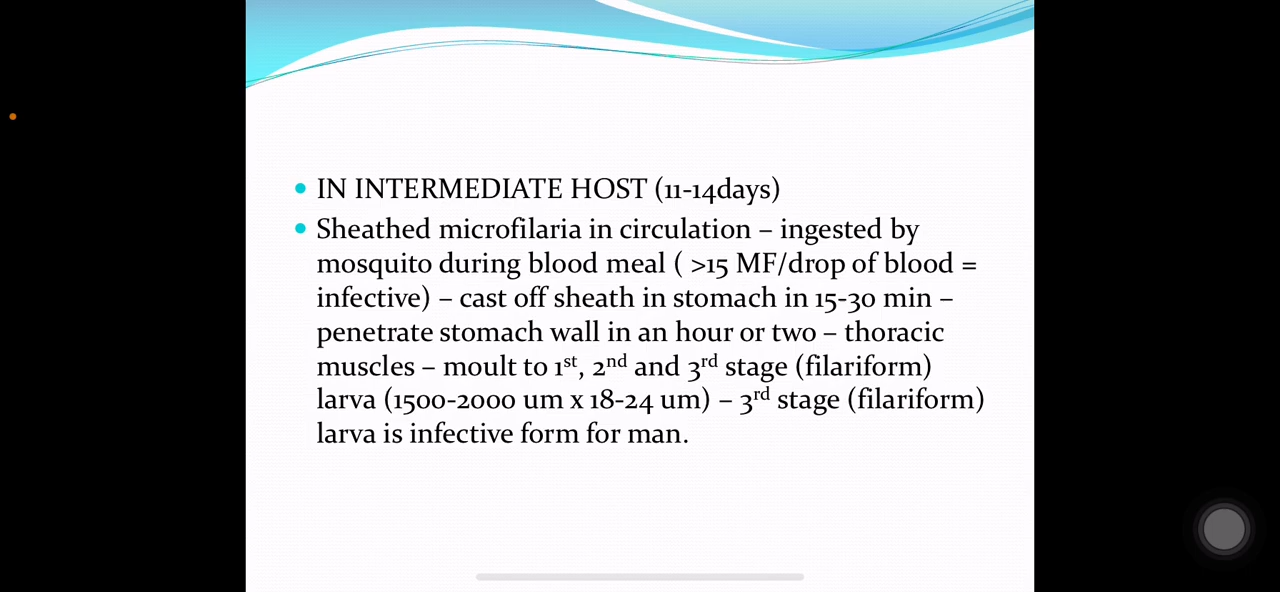 IN INTERMEDIATE HOST (11-14days)
Sheathed microfilaria in circulation – ingested by
mosquito during blood meal ( >15 MF/drop of blood =
infective) – cast off sheath in stomach in 15-30 min –
penetrate stomach wall in an hour or two – thoracic
muscles – moult to 1st, 2nd and 3rd stage (filariform)
larva (1500-2000 um x 18-24 um) – 3rd stage (filariform)
larva is infective form for man.